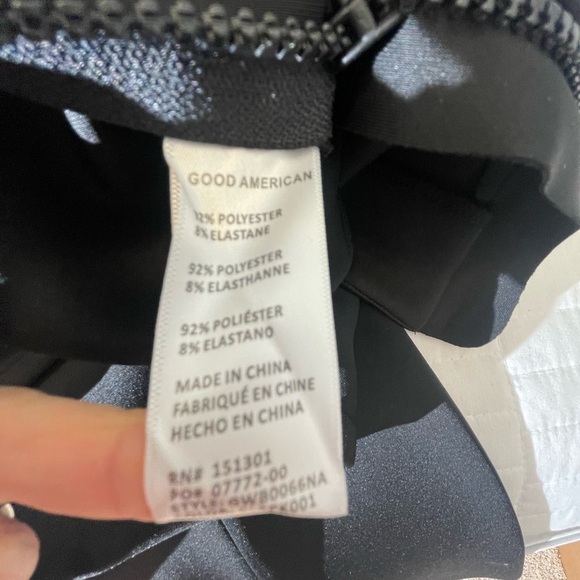 GOOD AMERICAN
92% POLYESTER
8% ELASTANE
92% POLYESTER
8% ELASTHANNE
92% POLIÉSTER
8% ELASTANO
MADE IN CHINA
FABRIQUÉ EN CHINE
HECHO EN CHINA
RN# 151301
PO# 07772-00